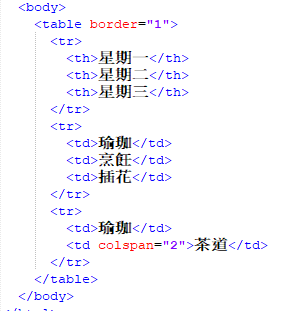 <body>
<table border="1">
<tr>
<th>星期一</th>
<th>星期二</th>
<th>星期三</th>
</tr>
<tr>
<td>瑜珈</td>
<td>烹飪</td>
<td>插花</td>
</tr>
<tr>
<td>瑜珈</td>
<td colspan="2">茶道</td>
</tr>
</table>
</body>